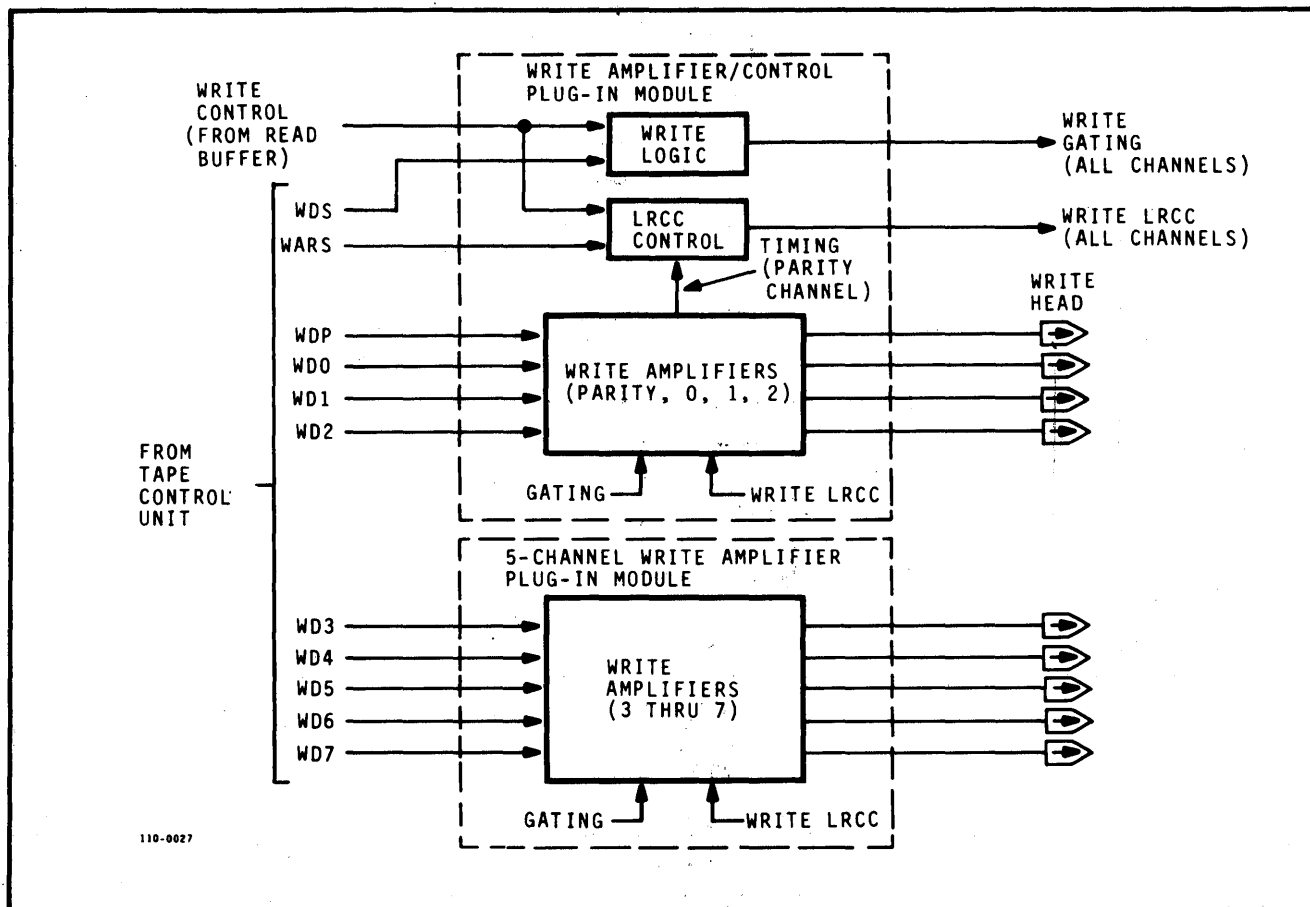 WRITE AMPLIFIER/CONTROL
PLUG-IN MODULE
WRITE
CONTROL
(FROM READ
BUFFER)
WRITE
LOGIC
WRITE
GATING
(ALL CHANNELS)
WDS
WARS
LRCC
CONTROL
WRITE LRCC
(ALL CHANNELS)
TIMING
(PARITY
CHANNEL)
WRITE
HEAD
WDP
WDO
WD1
WD2
WRITE AMPLIFIERS
(PARITY, 0, 1, 2)
GATING
WRITE LRCC
FROM
TAPE
CONTROL
UNIT
5-CHANNEL WRITE AMPLIFIER
PLUG-IN MODULE
WD3
WD4
WD5
WD6
WD7
WRITE
AMPLIFIERS
(3 THRU 7)
GATING
WRITE LRCC
110-0027